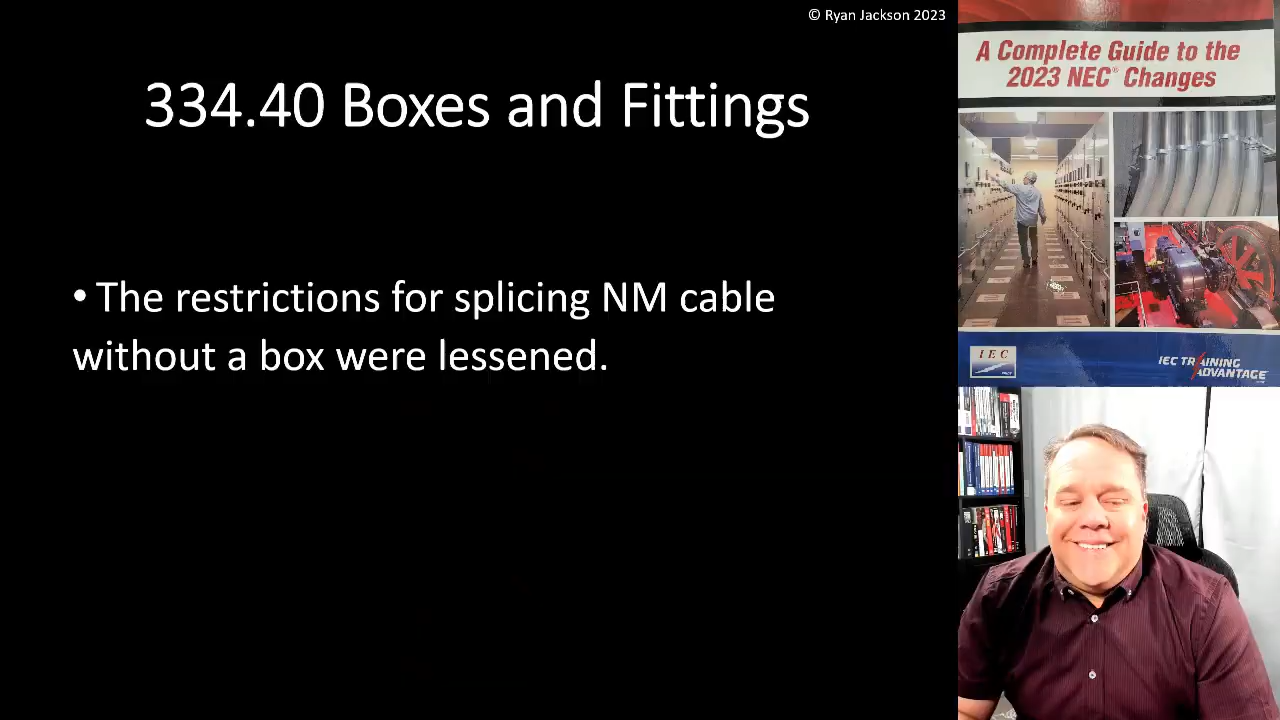 © Ryan Jackson 2023
334.40 Boxes and Fittings
• The restrictions for splicing NM cable
without a box were lessened.
A Complete Guide to the
2023 NEC® Changes
IEC
IEC TRAINING
ADVANTAGE